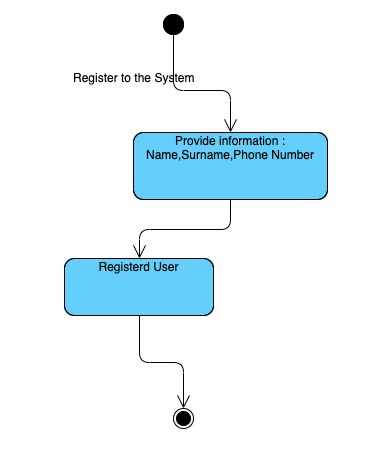 Register to the System
Provide information :
Name,Surname,Phone Number
Registerd User